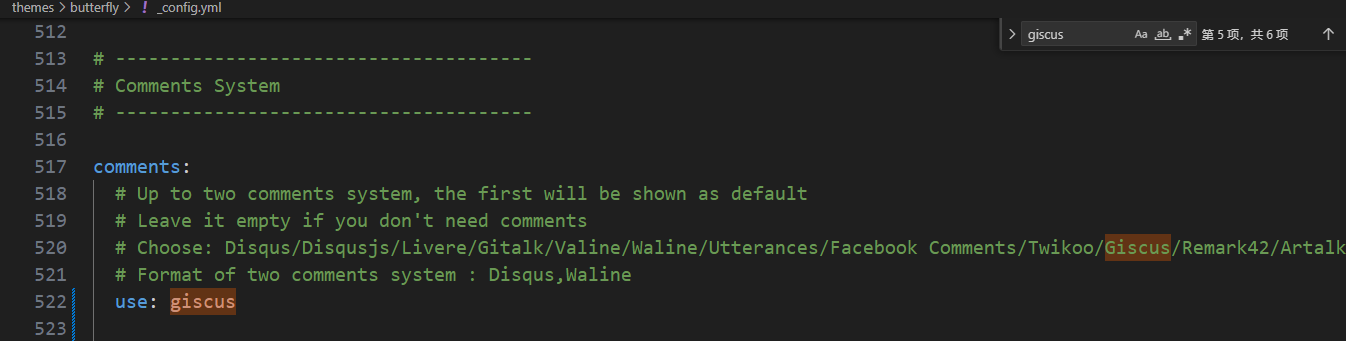 themes > butterfly > ! _config.yml
giscus Aa ab .* 第 5 项，共 6 项 ↑
512
513 # --------------------------------------
514 # Comments System
515 # --------------------------------------
516
517 comments:
518 # Up to two comments system, the first will be shown as default
519 # Leave it empty if you don't need comments
520 # Choose: Disqus/Disqusjs/Livere/Gitalk/Valine/Waline/Utterances/Facebook Comments/Twikoo/Giscus/Remark42/Artalk
521 # Format of two comments system : Disqus,Waline
522 use: giscus
523